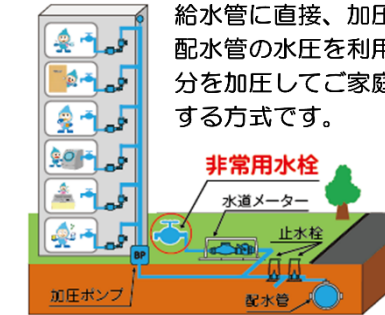 給水管に直接、加圧
配水管の水圧を利用
分を加圧してご家庭
する方式です。
非常用水栓
水道メーター
止水栓
BP
加圧ポンプ
配水管